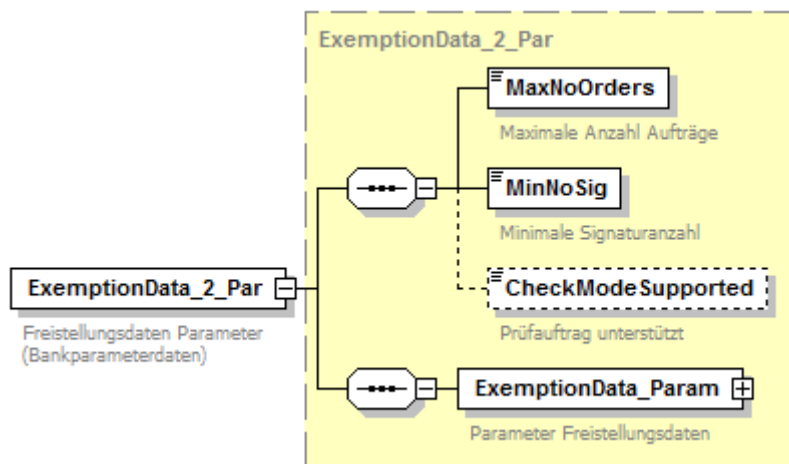 ExemptionData_2_Par
MaxNoOrders
Maximale Anzahl Aufträge
MinNoSig
Minimale Signaturanzahl
CheckModeSupported
Prüfauftrag unterstützt
ExemptionData_2_Par
Freistellungsdaten Parameter
(Bankparameterdaten)
ExemptionData_Param
Parameter Freistellungsdaten